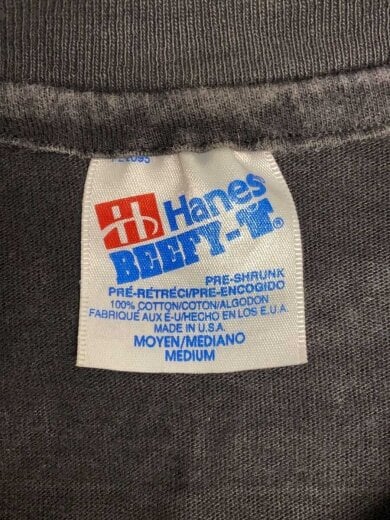 Hanes
BEEFY-T®
PRE-SHRUNK
PRÉ-RÉTRÉCI/PRE-ENCOGIDO
100% COTTON/COTON/ALGODON
FABRIQUE AUX É-U/HECHO EN LOS E.U.A.
MADE IN U.S.A.
MOYEN/MEDIANO
MEDIUM